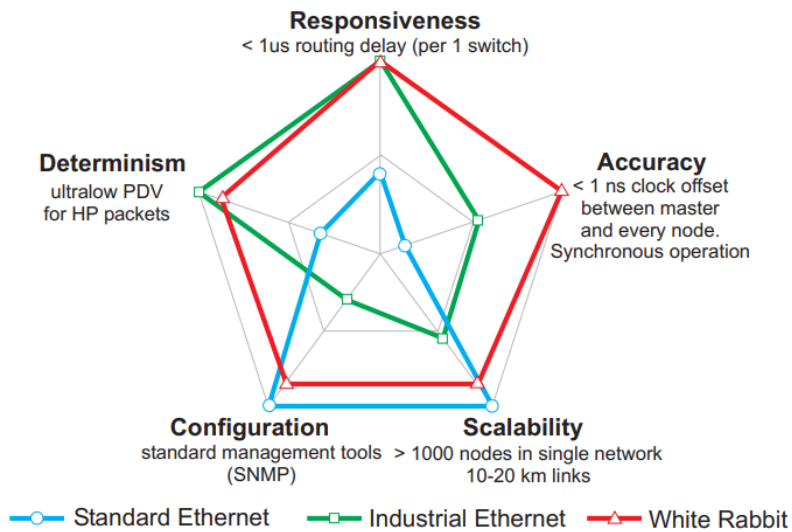 Responsiveness
< 1us routing delay (per 1 switch)
Determism
ultralow PDV
for HP packets
Accuracy
< 1 ns clock offset
between master
and every node.
Synchronous operation
Configuration
standard management tools
(SNMP)
Scalability
> 1000 nodes in single network
10-20 km links
Standard Ethernet
Industrial Ethernet
White Rabbit